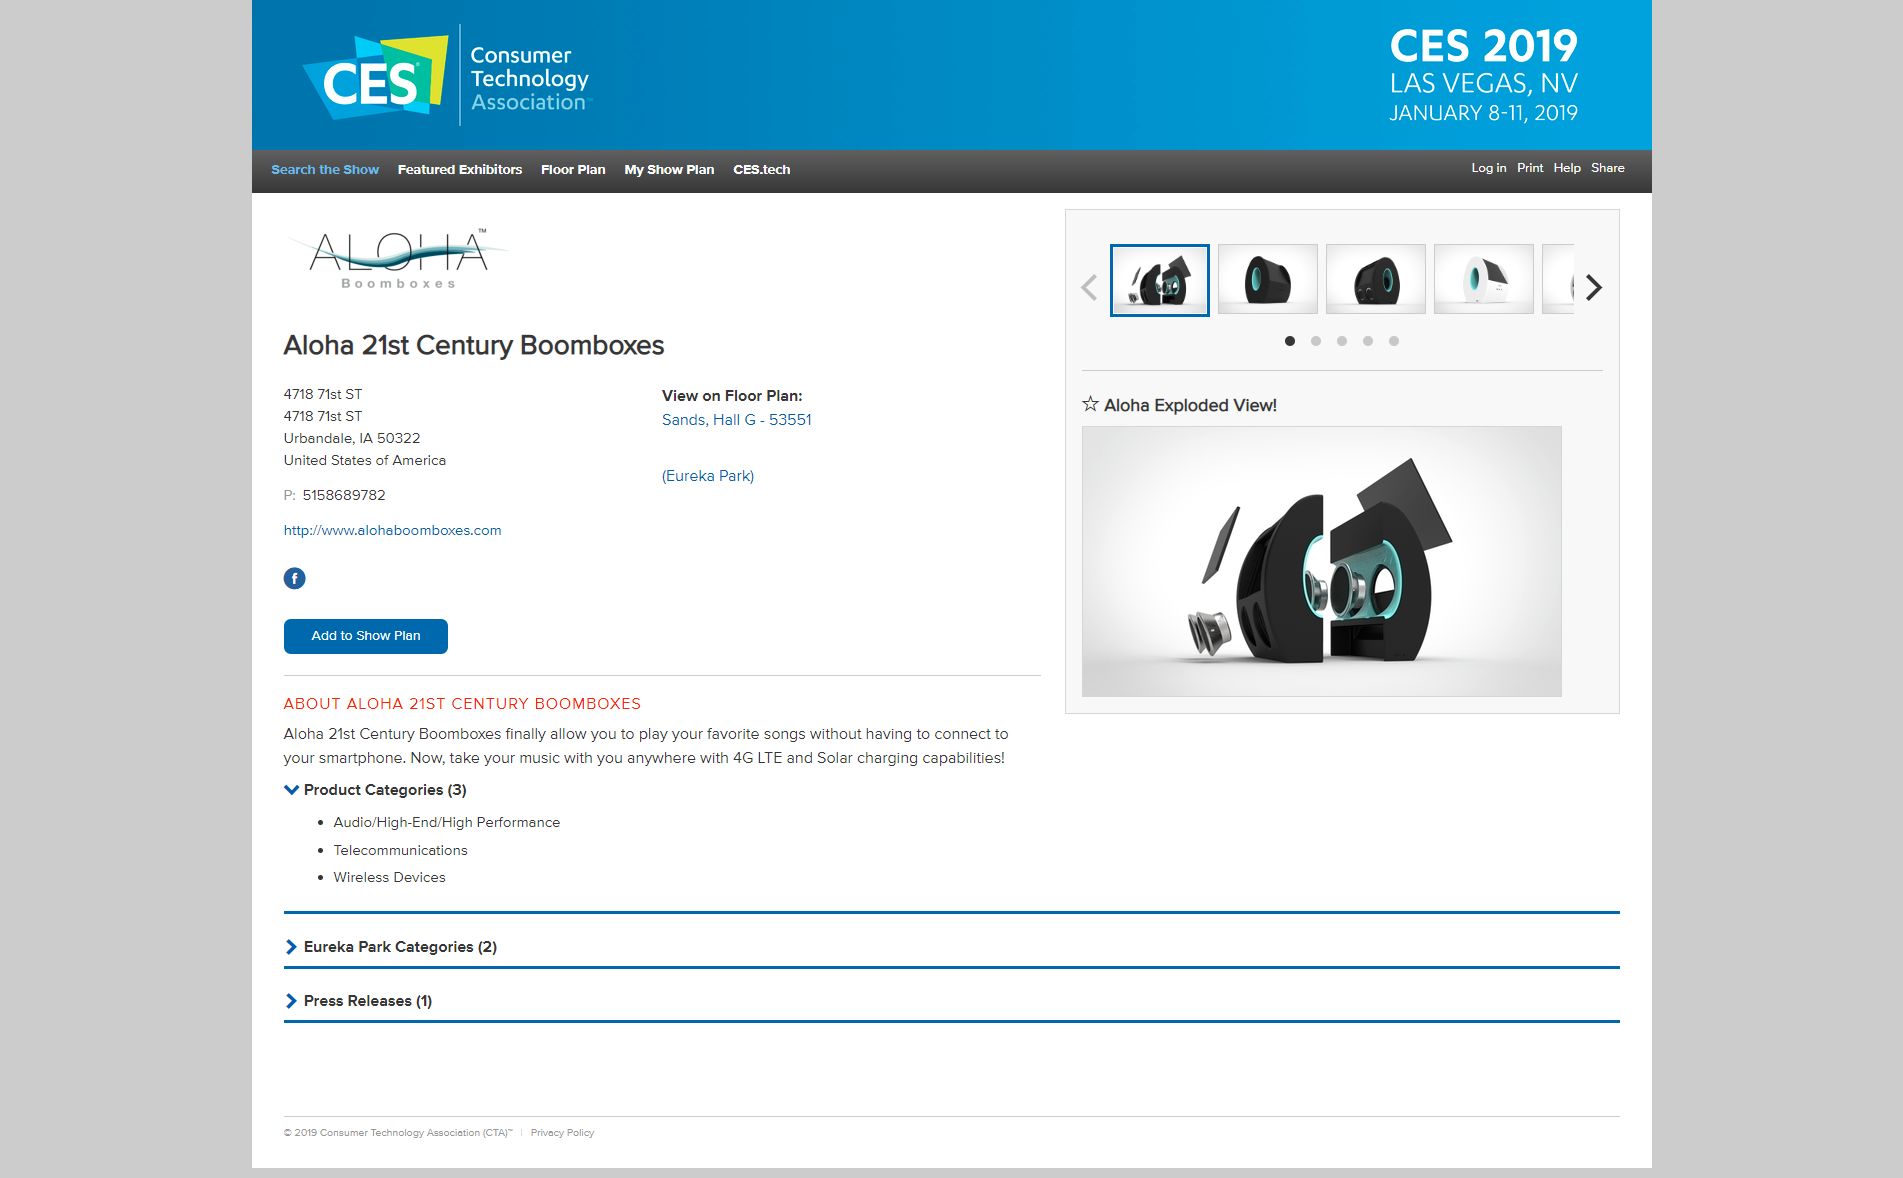 CES
Consumer
Technology
Association™
CES 2019
LAS VEGAS, NV
JANUARY 8-11, 2019
Search the Show Featured Exhibitors Floor Plan My Show Plan CES.tech
Log in Print Help Share
ALOHA™
Boomboxes
Aloha 21st Century Boomboxes
4718 71st ST
4718 71st ST
Urbandale, IA 50322
United States of America
P: 5158689782
http://www.alohaboomboxes.com
f
Add to Show Plan
View on Floor Plan:
Sands, Hall G - 53551
(Eureka Park)
Aloha Exploded View!
ABOUT ALOHA 21ST CENTURY BOOMBOXES
Aloha 21st Century Boomboxes finally allow you to play your favorite songs without having to connect to
your smartphone. Now, take your music with you anywhere with 4G LTE and Solar charging capabilities!
Product Categories (3)
• Audio/High-End/High Performance
• Telecommunications
• Wireless Devices
Eureka Park Categories (2)
Press Releases (1)
© 2019 Consumer Technology Association (CTA)™ | Privacy Policy